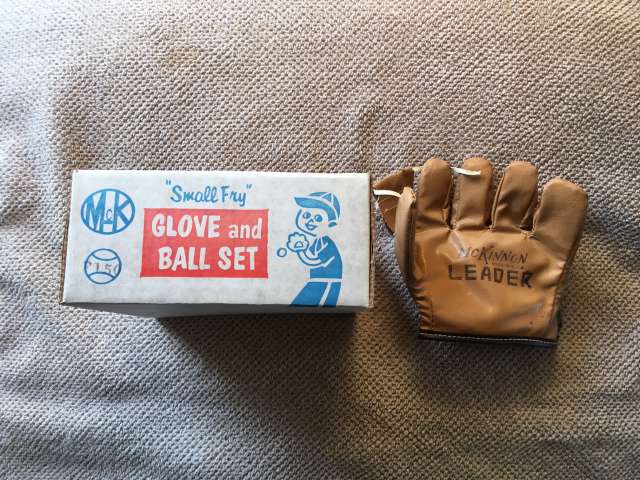 McK
"Small Fry"
GLOVE and
BALL SET
McKINNON
LEADER